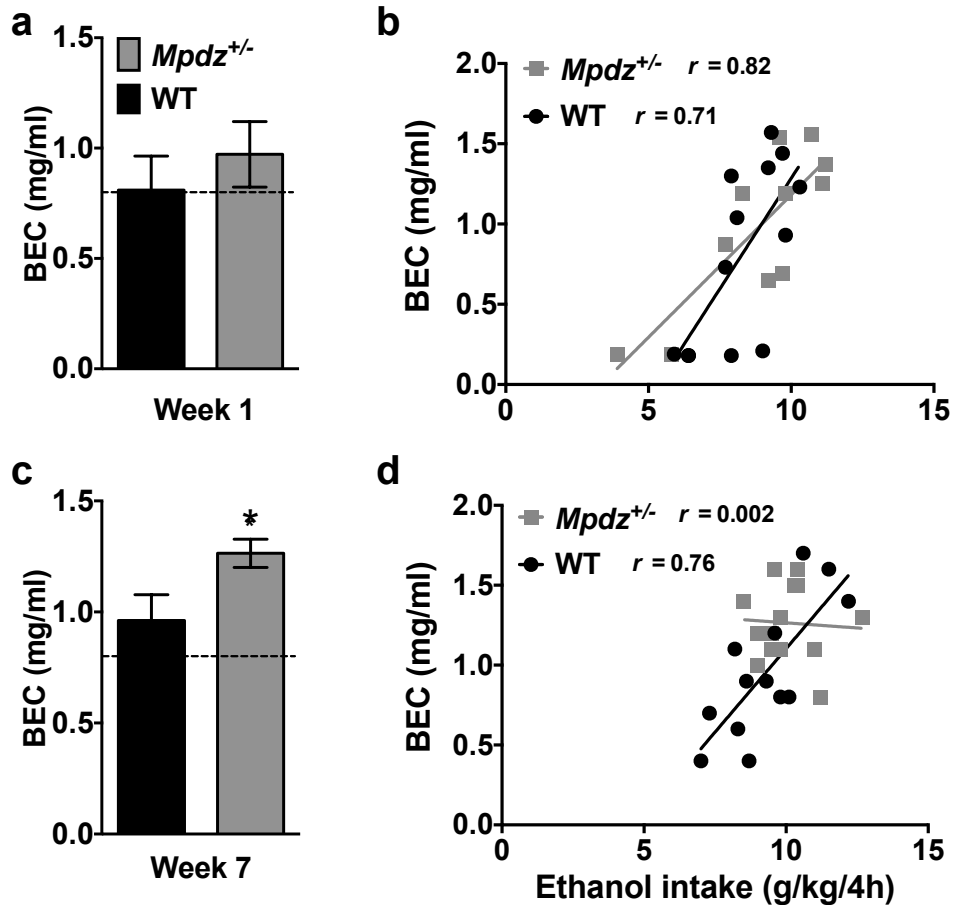 a
1.5
1.0
0.5
0.0
BEC (mg/ml)
Mpdz+/-
WT
Week 1
b
2.0
1.5
1.0
0.5
0.0
BEC (mg/ml)
Mpdz+/- r = 0.82
WT r = 0.71
0 5 10 15
c
1.5
1.0
0.5
0.0
BEC (mg/ml)
*
Week 7
d
2.0
1.5
1.0
0.5
0.0
BEC (mg/ml)
Mpdz+/- r = 0.002
WT r = 0.76
0 5 10 15
Ethanol intake (g/kg/4h)